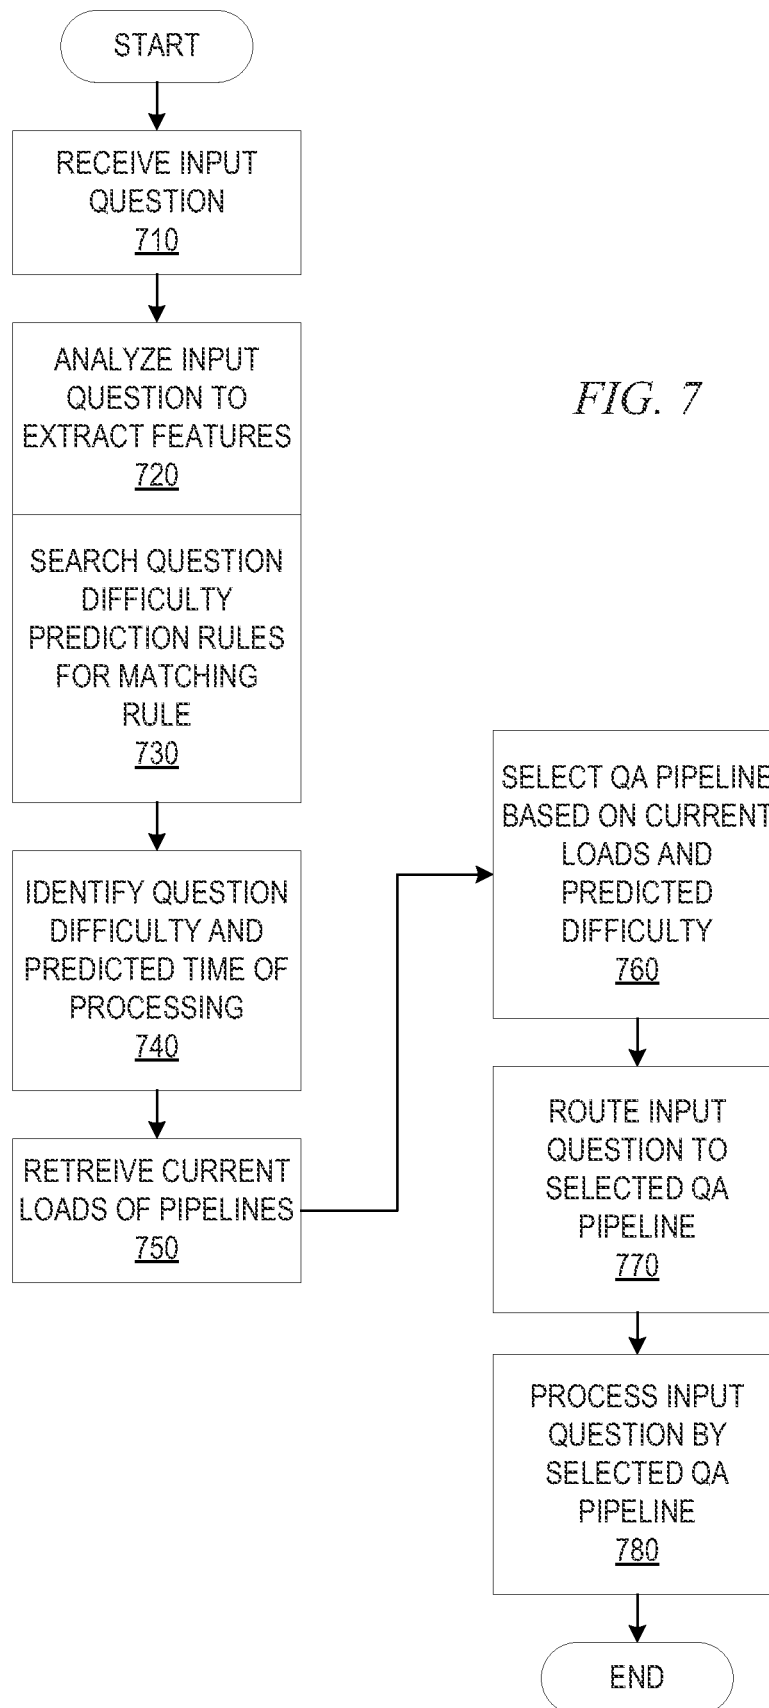 START
RECEIVE INPUT
QUESTION
710
ANALYZE INPUT
QUESTION TO
EXTRACT FEATURES
720
SEARCH QUESTION
DIFFICULTY
PREDICTION RULES
FOR MATCHING
RULE
730
IDENTIFY QUESTION
DIFFICULTY AND
PREDICTED TIME OF
PROCESSING
740
RETREIVE CURRENT
LOADS OF PIPELINES
750
FIG. 7
SELECT QA PIPELINE
BASED ON CURRENT
LOADS AND
PREDICTED
DIFFICULTY
760
ROUTE INPUT
QUESTION TO
SELECTED QA
PIPELINE
770
PROCESS INPUT
QUESTION BY
SELECTED QA
PIPELINE
780
END